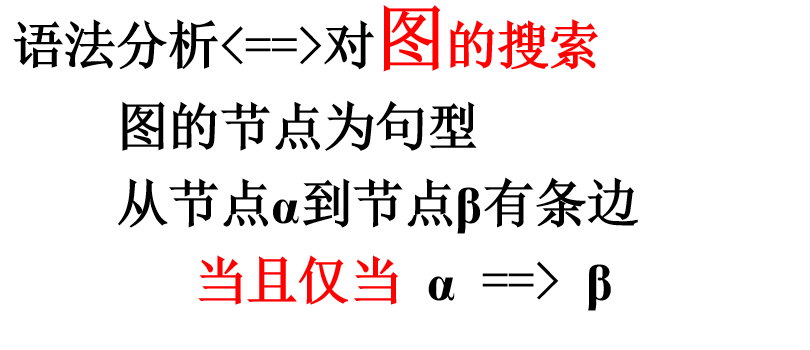 语法分析<==>对图的搜索
图的节点为句型
从节点α到节点β有条边
当且仅当 α ==> β